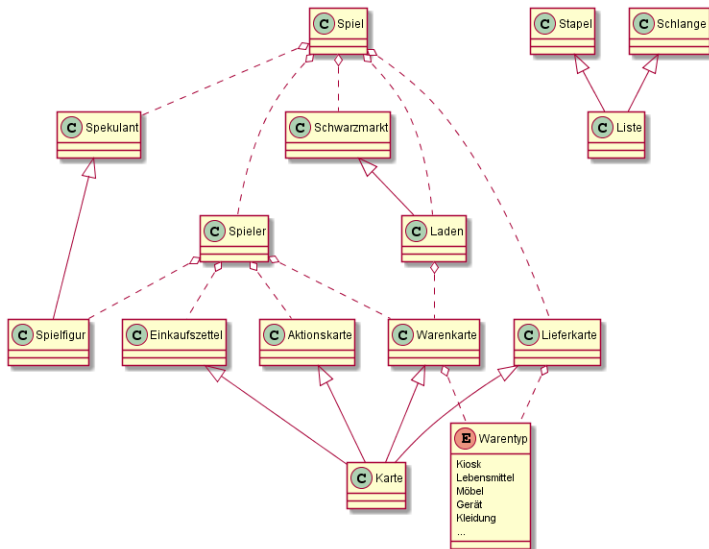 C Spiel
C Stapel
C Schlange
C Spekulant
C Schwarzmarkt
C Liste
C Spieler
C Laden
C Spielfigur
C Einkaufszettel
C Aktionskarte
C Warenkarte
C Lieferkarte
C Karte
E Warentyp
Kiosk
Lebensmittel
Möbel
Gerät
Kleidung
...